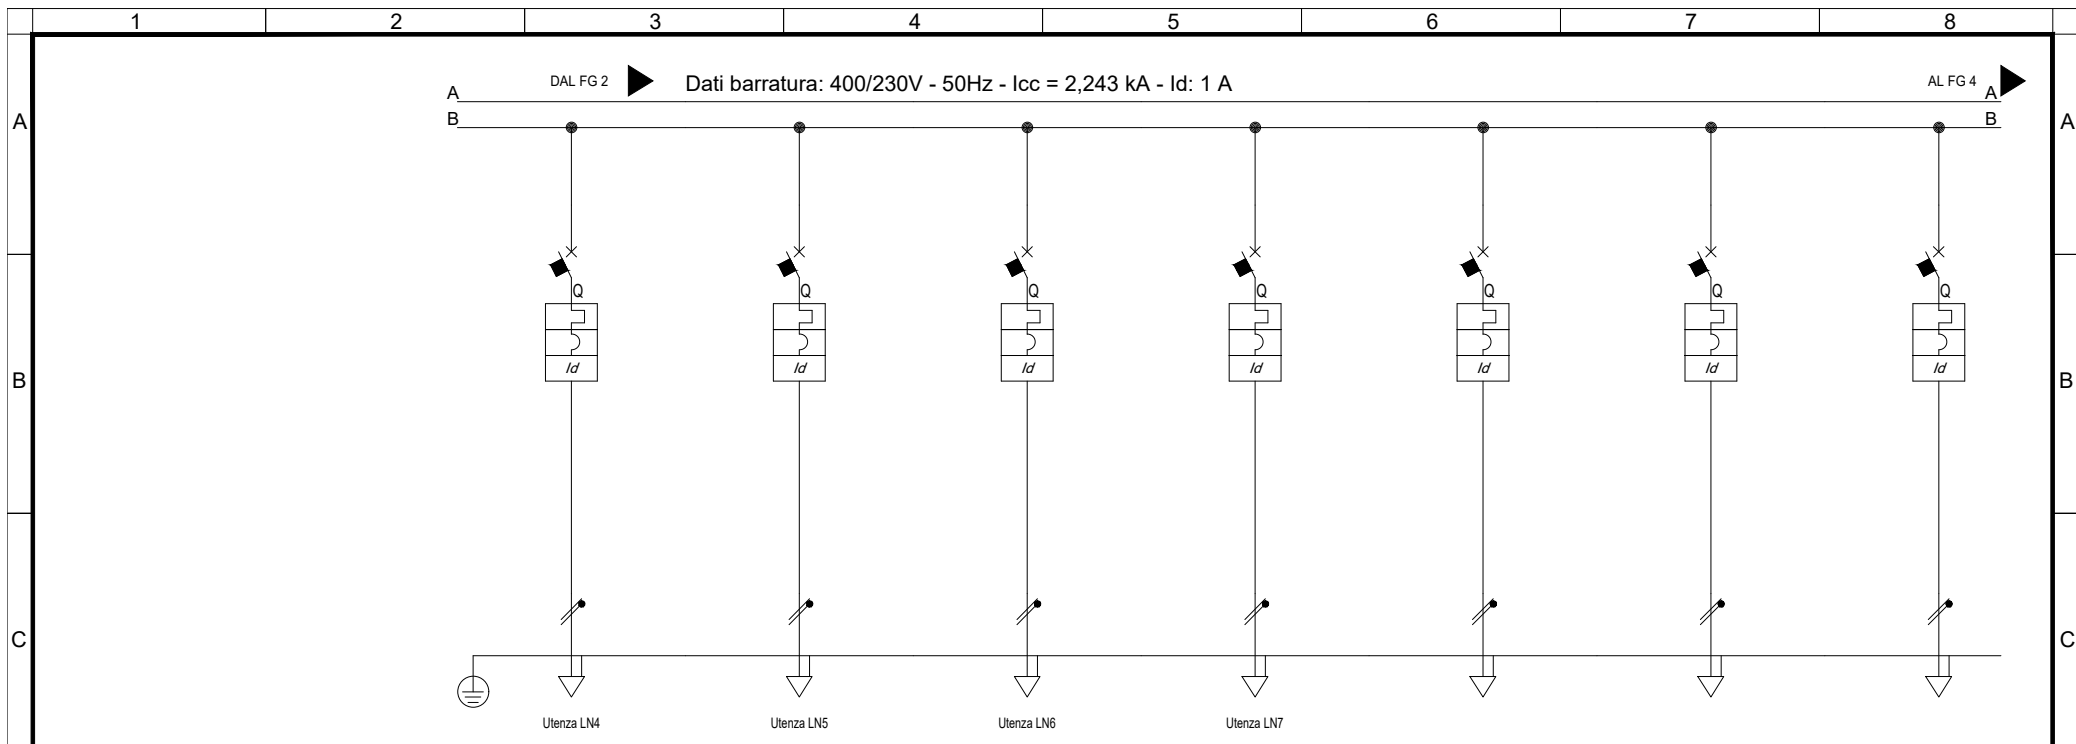 1 2 3 4 5 6 7 8
DAL FG 2 Dati barratura: 400/230V - 50Hz - Icc = 2,243 kA - Id: 1 A AL FG 4
A A
A A
B B
Q Q Q Q Q Q Q
Id Id Id Id Id Id Id
B B
C C
Utenza LN4 Utenza LN5 Utenza LN6 Utenza LN7